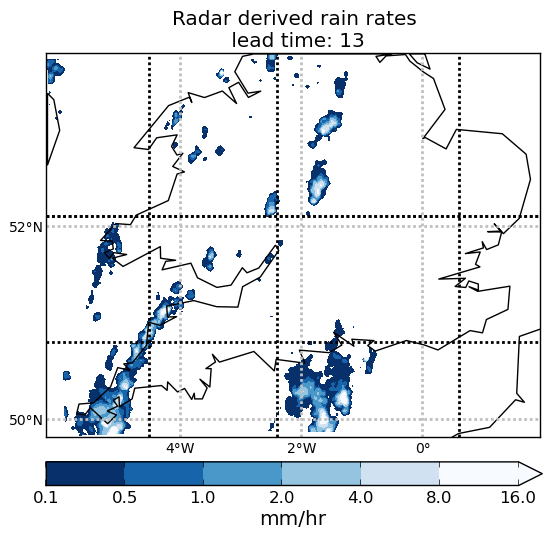 Radar derived rain rates
lead time: 13
52°N
50°N
4°W 2°W 0°
0.1 0.5 1.0 2.0 4.0 8.0 16.0
mm/hr